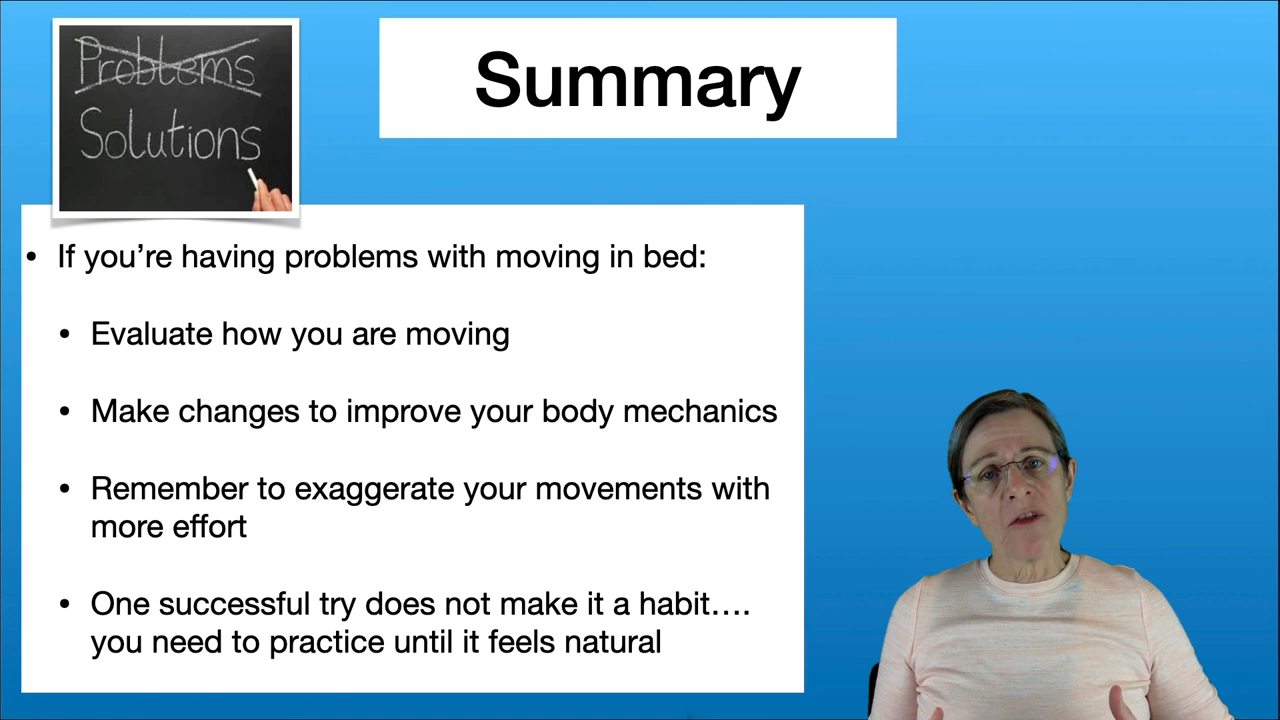 Problems
Solutions
Summary
• If you’re having problems with moving in bed:
• Evaluate how you are moving
• Make changes to improve your body mechanics
• Remember to exaggerate your movements with
more effort
• One successful try does not make it a habit….
you need to practice until it feels natural